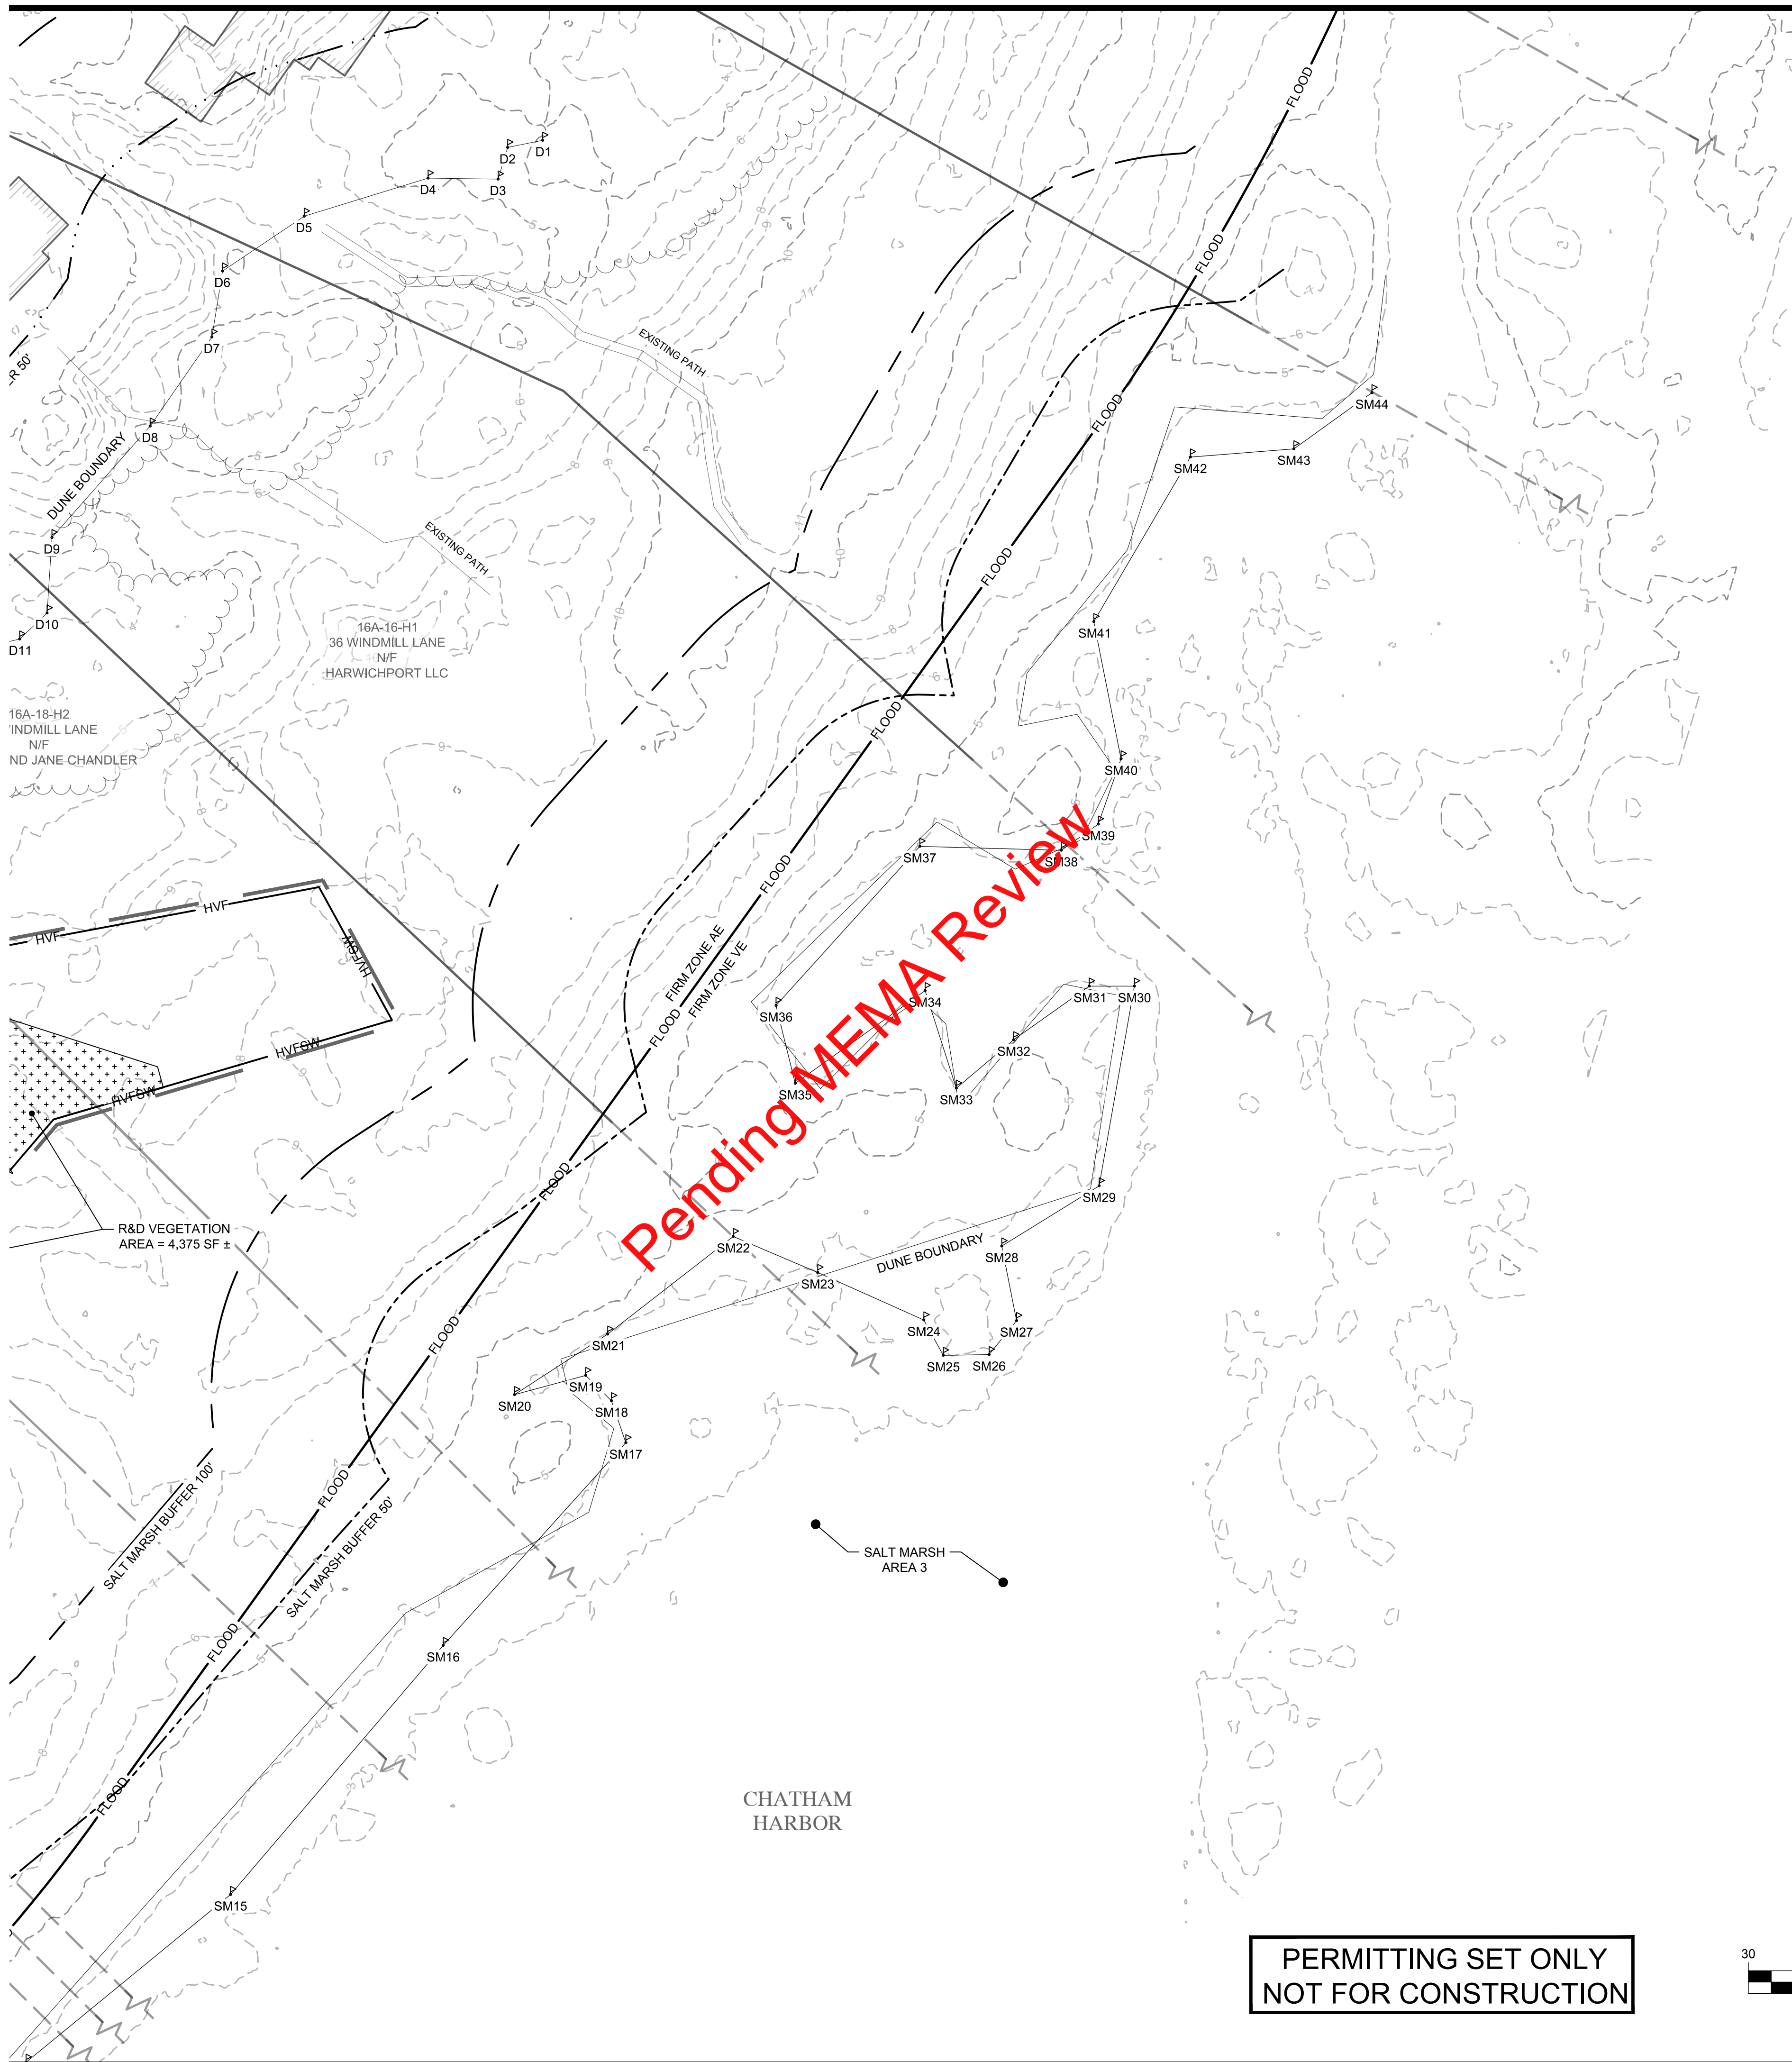 FLOOD
D1
D2
D3
D4
D5
D6
D7
D8
D9
D10
D11
DUNE BOUNDARY
EXISTING PATH
EXISTING PATH
FLOOD
FLOOD
FLOOD
FLOOD
FLOOD
FLOOD
FLOOD
FLOOD
FLOOD
FLOOD
FLOOD
16A-16-H1
36 WINDMILL LANE
N/F
HARWICHPORT LLC
16A-18-H2
INDMILL LANE
N/F
ND JANE CHANDLER
SM44
SM43
SM42
SM41
SM40
SM39
SM38
SM37
SM36
SM35
SM34
SM33
SM32
SM31
SM30
SM29
SM28
SM27
SM26
SM25
SM24
SM23
SM22
SM21
SM20
SM19
SM18
SM17
SM16
SM15
HVF
HVF
HVFSW
HVFSW
HVFSW
FIRM ZONE AE
FIRM ZONE VE
Pending MEMA Review
R&D VEGETATION
AREA = 4,375 SF ±
DUNE BOUNDARY
SALT MARSH BUFFER 100'
SALT MARSH BUFFER 50'
R 50'
SALT MARSH
AREA 3
CHATHAM
HARBOR
PERMITTING SET ONLY
NOT FOR CONSTRUCTION
30